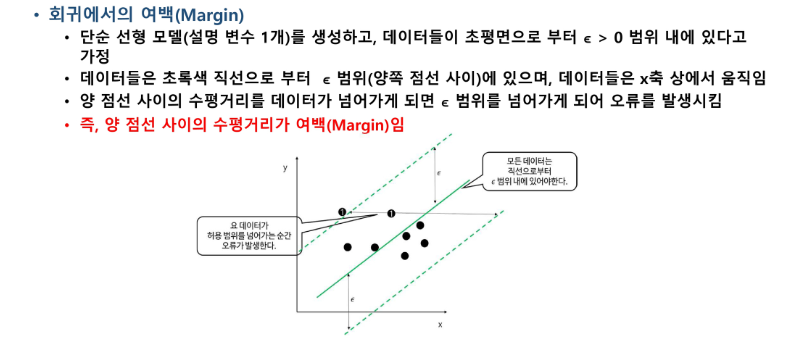 • 회귀에서의 여백(Margin)
• 단순 선형 모델(설명 변수 1개)를 생성하고, 데이터들이 초평면으로 부터 ϵ > 0 범위 내에 있다고
가정
• 데이터들은 초록색 직선으로 부터 ϵ 범위(양쪽 점선 사이)에 있으며, 데이터들은 x축 상에서 움직임
• 양 점선 사이의 수평거리를 데이터가 넘어가게 되면 ϵ 범위를 넘어가게 되어 오류를 발생시킴
• 즉, 양 점선 사이의 수평거리가 여백(Margin)임
y
ϵ
모든 데이터는
직선으로부터
ϵ 범위 내에 있어야한다.
1
1
요 데이터가
허용 범위를 넘어가는 순간
오류가 발생한다.
ϵ
x